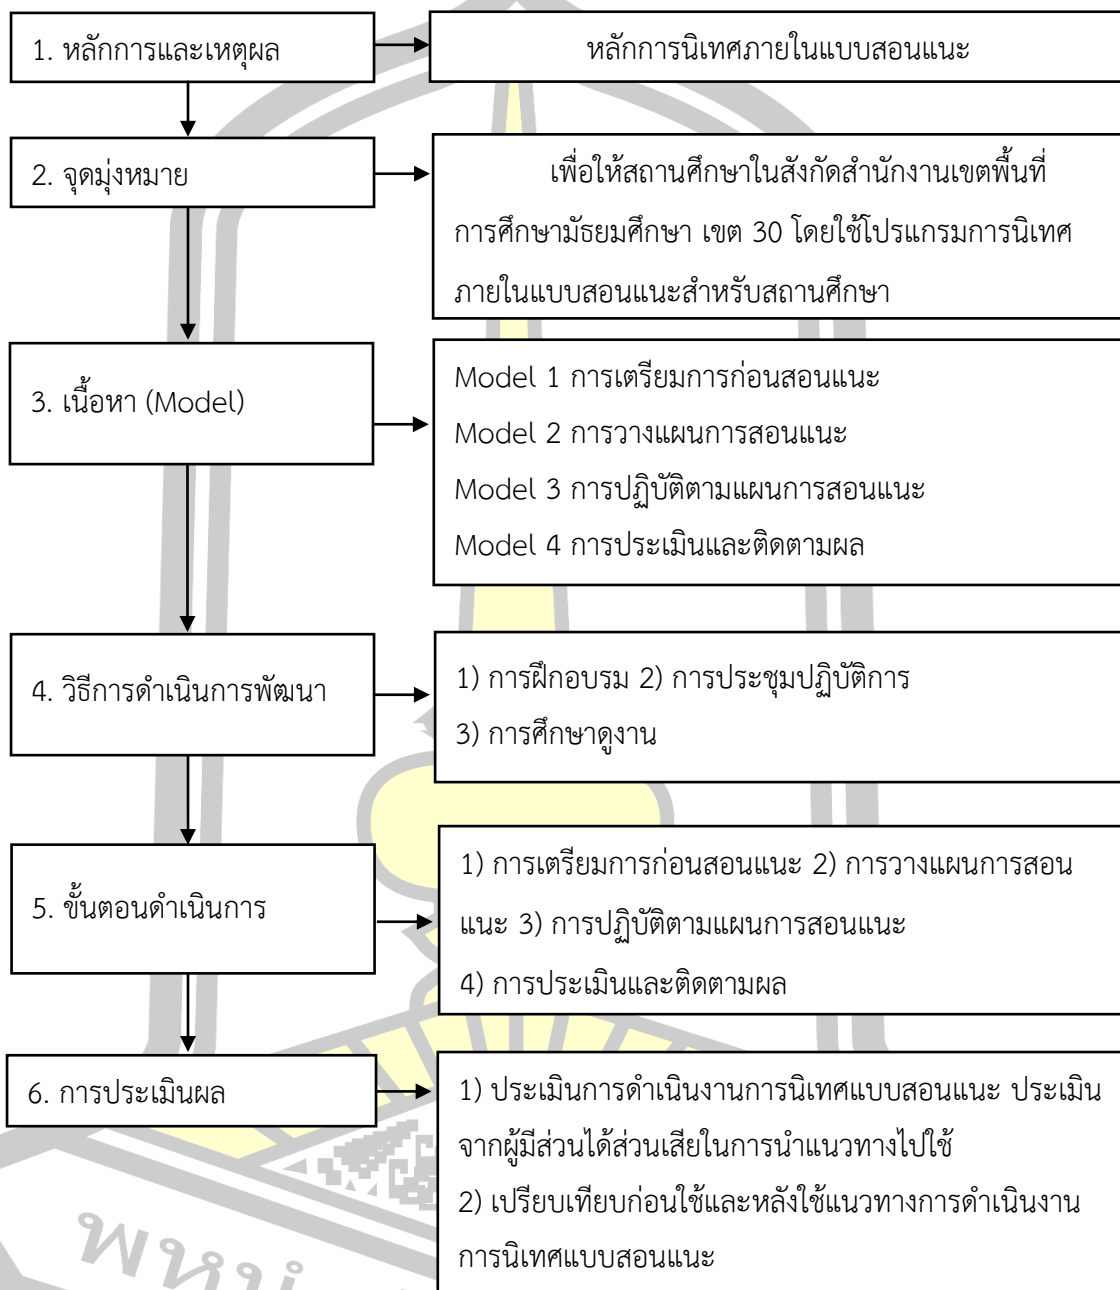 1. หลักการและเหตุผล
หลักการนิเทศภายในแบบสอนแนะ
2. จุดมุ่งหมาย
เพื่อให้สถานศึกษาในสังกัดสำนักงานเขตพื้นที่
การศึกษามัธยมศึกษา เขต 30 โดยใช้โปรแกรมการนิเทศ
ภายในแบบสอนแนะสำหรับสถานศึกษา
3. เนื้อหา (Model)
Model 1 การเตรียมการก่อนสอนแนะ
Model 2 การวางแผนการสอนแนะ
Model 3 การปฏิบัติตามแผนการสอนแนะ
Model 4 การประเมินและติดตามผล
4. วิธีการดำเนินการพัฒนา
1) การฝึกอบรม 2) การประชุมปฏิบัติการ
3) การศึกษาดูงาน
5. ขั้นตอนดำเนินการ
1) การเตรียมการก่อนสอนแนะ 2) การวางแผนการสอน
แนะ 3) การปฏิบัติตามแผนการสอนแนะ
4) การประเมินและติดตามผล
6. การประเมินผล
1) ประเมินการดำเนินงานการนิเทศแบบสอนแนะ ประเมิน
จากผู้มีส่วนได้ส่วนเสียในการนำแนวทางไปใช้
2) เปรียบเทียบก่อนใช้และหลังใช้แนวทางการดำเนินงาน
การนิเทศแบบสอนแนะ